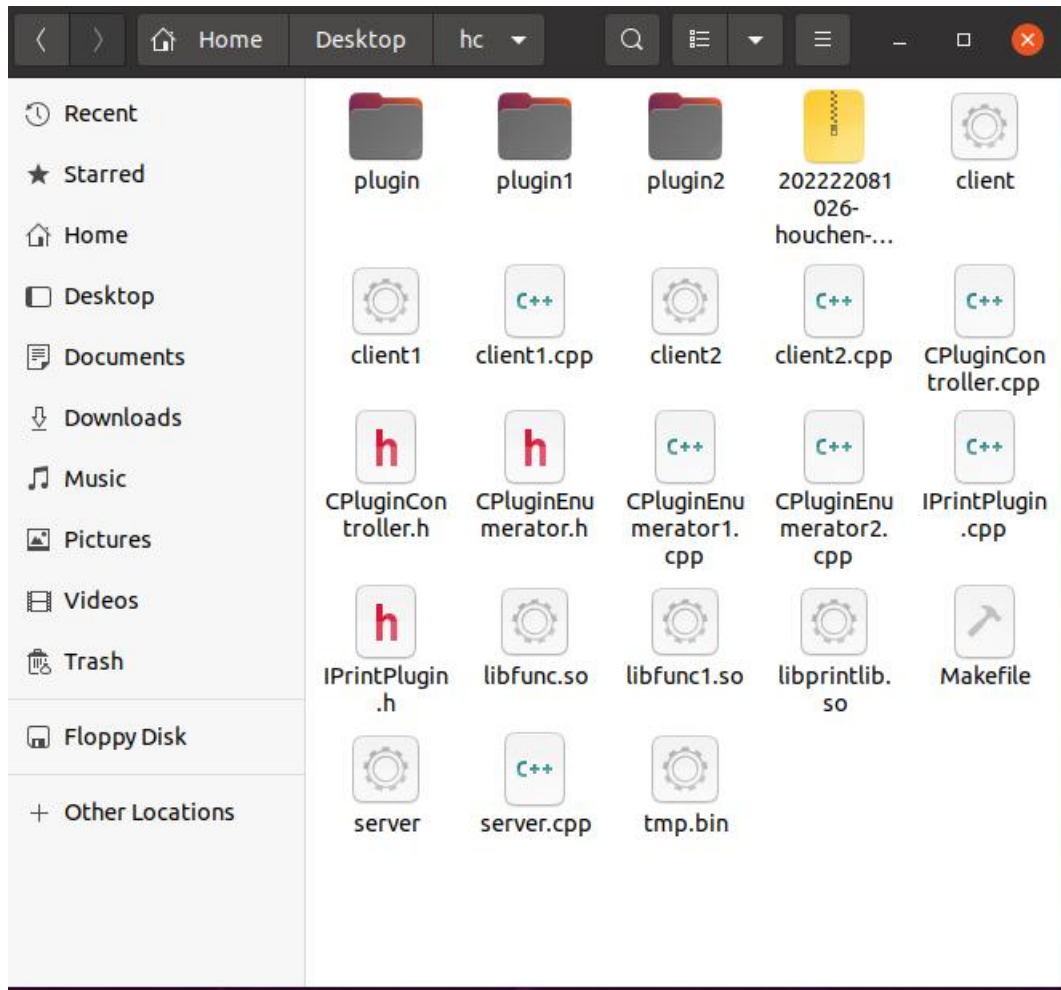 Home Desktop hc
Recent
Starred
Home
Desktop
Documents
Downloads
Music
Pictures
Videos
Trash
Floppy Disk
+ Other Locations
plugin
plugin1
plugin2
202222081
026-
houchen-...
client
client1
C++
client1.cpp
client2
C++
client2.cpp
C++
CPluginCon
troller.cpp
h
CPluginCon
troller.h
h
CPluginEnu
merator.h
C++
CPluginEnu
merator1.
cpp
C++
CPluginEnu
merator2.
cpp
C++
IPrintPlugin
.cpp
h
IPrintPlugin
.h
libfunc.so
libfunc1.so
libprintlib.
so
Makefile
server
C++
server.cpp
tmp.bin